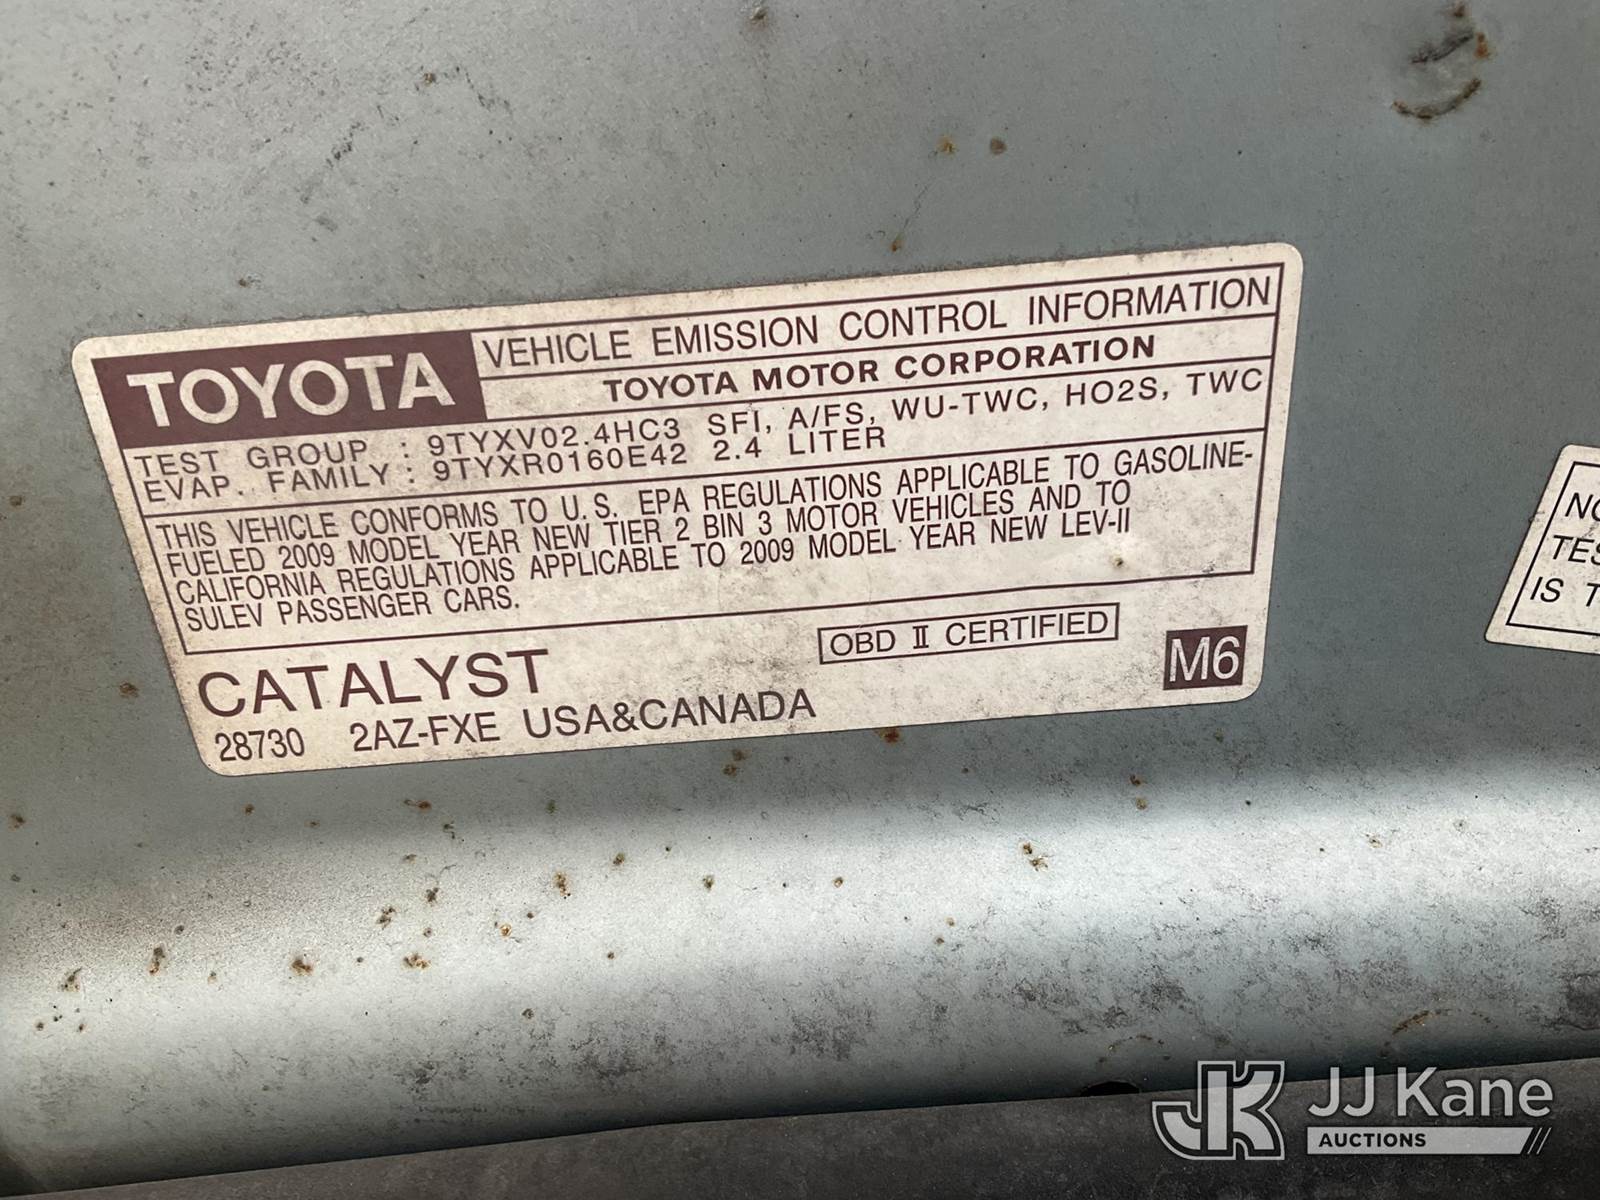 TOYOTA
VEHICLE EMISSION CONTROL INFORMATION
TOYOTA MOTOR CORPORATION
TEST GROUP : 9TYXV02.4HC3 SFI, A/FS, WU-TWC, HO2S, TWC
EVAP. FAMILY : 9TYXR0160E42 2.4 LITER
THIS VEHICLE CONFORMS TO U.S. EPA REGULATIONS APPLICABLE TO GASOLINE-
FUELED 2009 MODEL YEAR NEW TIER 2 BIN 3 MOTOR VEHICLES AND TO
CALIFORNIA REGULATIONS APPLICABLE TO 2009 MODEL YEAR NEW LEV-II
SULEV PASSENGER CARS.
CATALYST
OBD II CERTIFIED
M6
28730 2AZ-FXE USA&CANADA
IS
JK JJ Kane
AUCTIONS